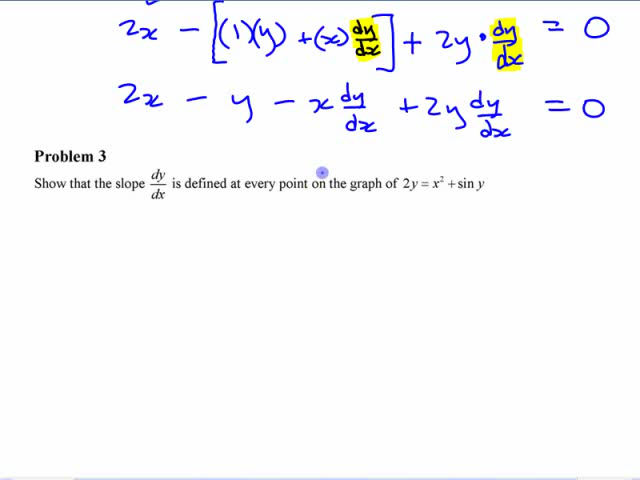 2x - [(1)(y) + (x) dy/dx] + 2y · dy/dx = 0
2x - y - x dy/dx + 2y dy/dx = 0
Problem 3
Show that the slope dy/dx is defined at every point on the graph of 2y = x² + sin y